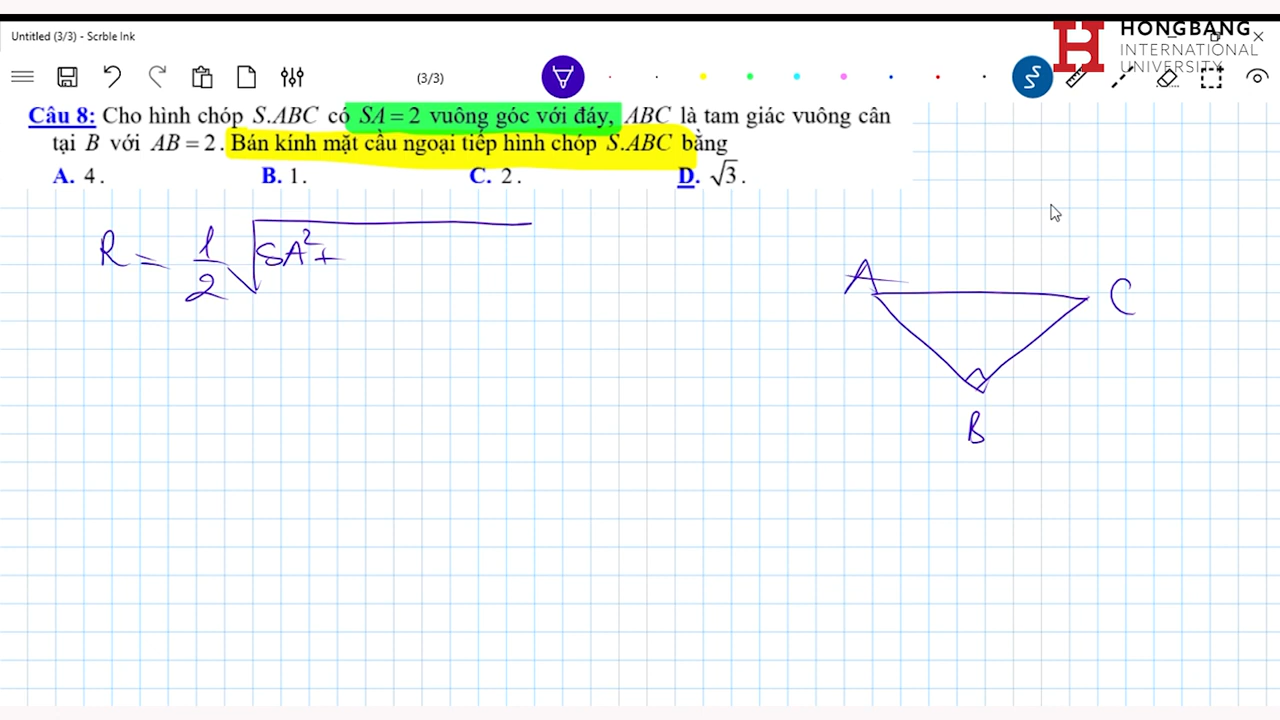 HONGBANG
INTERNATIONAL
UNIVERSITY
Untitled (3/3) - Scrble Ink
(3/3)
Câu 8: Cho hình chóp S.ABC có SA = 2 vuông góc với đáy, ABC là tam giác vuông cân
tại B với AB = 2. Bán kính mặt cầu ngoại tiếp hình chóp S.ABC bằng
A. 4. B. 1. C. 2. D. √3.
R = 1/2 √(SA²+
A
C
B